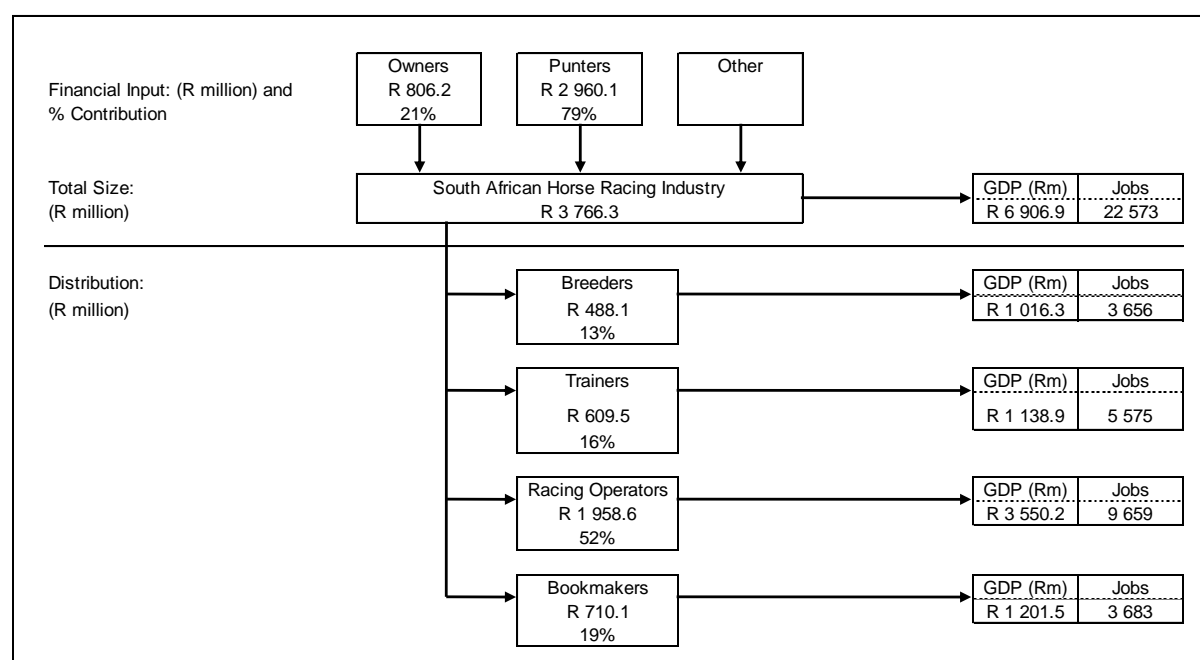 Owners
R 806.2
21%
Punters
R 2 960.1
79%
Other
Financial Input: (R million) and
% Contribution
Total Size:
(R million)
South African Horse Racing Industry
R 3 766.3
GDP (Rm) Jobs
R 6 906.9 22 573
Distribution:
(R million)
Breeders
R 488.1
13%
GDP (Rm) Jobs
R 1 016.3 3 656
Trainers
R 609.5
16%
GDP (Rm) Jobs
R 1 138.9 5 575
Racing Operators
R 1 958.6
52%
GDP (Rm) Jobs
R 3 550.2 9 659
Bookmakers
R 710.1
19%
GDP (Rm) Jobs
R 1 201.5 3 683